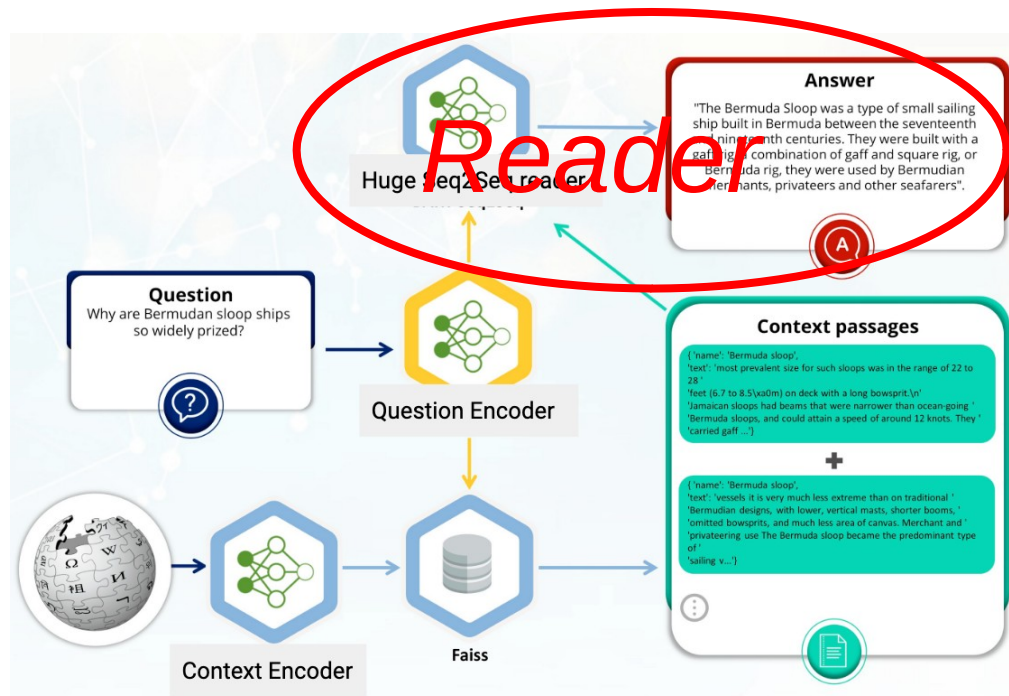 Reader
Huge Seq2Seq reader
Answer
"The Bermuda Sloop was a type of small sailing
ship built in Bermuda between the seventeenth
and nineteenth centuries. They were built with a
gaff rig, a combination of gaff and square rig, or
Bermuda rig, they were used by Bermudian
merchants, privateers and other seafarers".
A
Question
Why are Bermudan sloop ships
so widely prized?
?
Question Encoder
Context passages
{ 'name': 'Bermuda sloop',
'text': 'most prevalent size for such sloops was in the range of 22 to
28 '
'feet (6.7 to 8.5\xa0m) on deck with a long bowsprit.\n'
'Jamaican sloops had beams that were narrower than ocean-going '
'Bermuda sloops, and could attain a speed of around 12 knots. They '
'carried gaff ...'}
+
{ 'name': 'Bermuda sloop',
'text': 'vessels it is very much less extreme than on traditional '
'Bermudian designs, with lower, vertical masts, shorter booms, '
'omitted bowsprits, and much less area of canvas. Merchant and '
'privateering use The Bermuda sloop became the predominant type
of '
'sailing v...'}
Ω W
祖 И
Context Encoder
Faiss